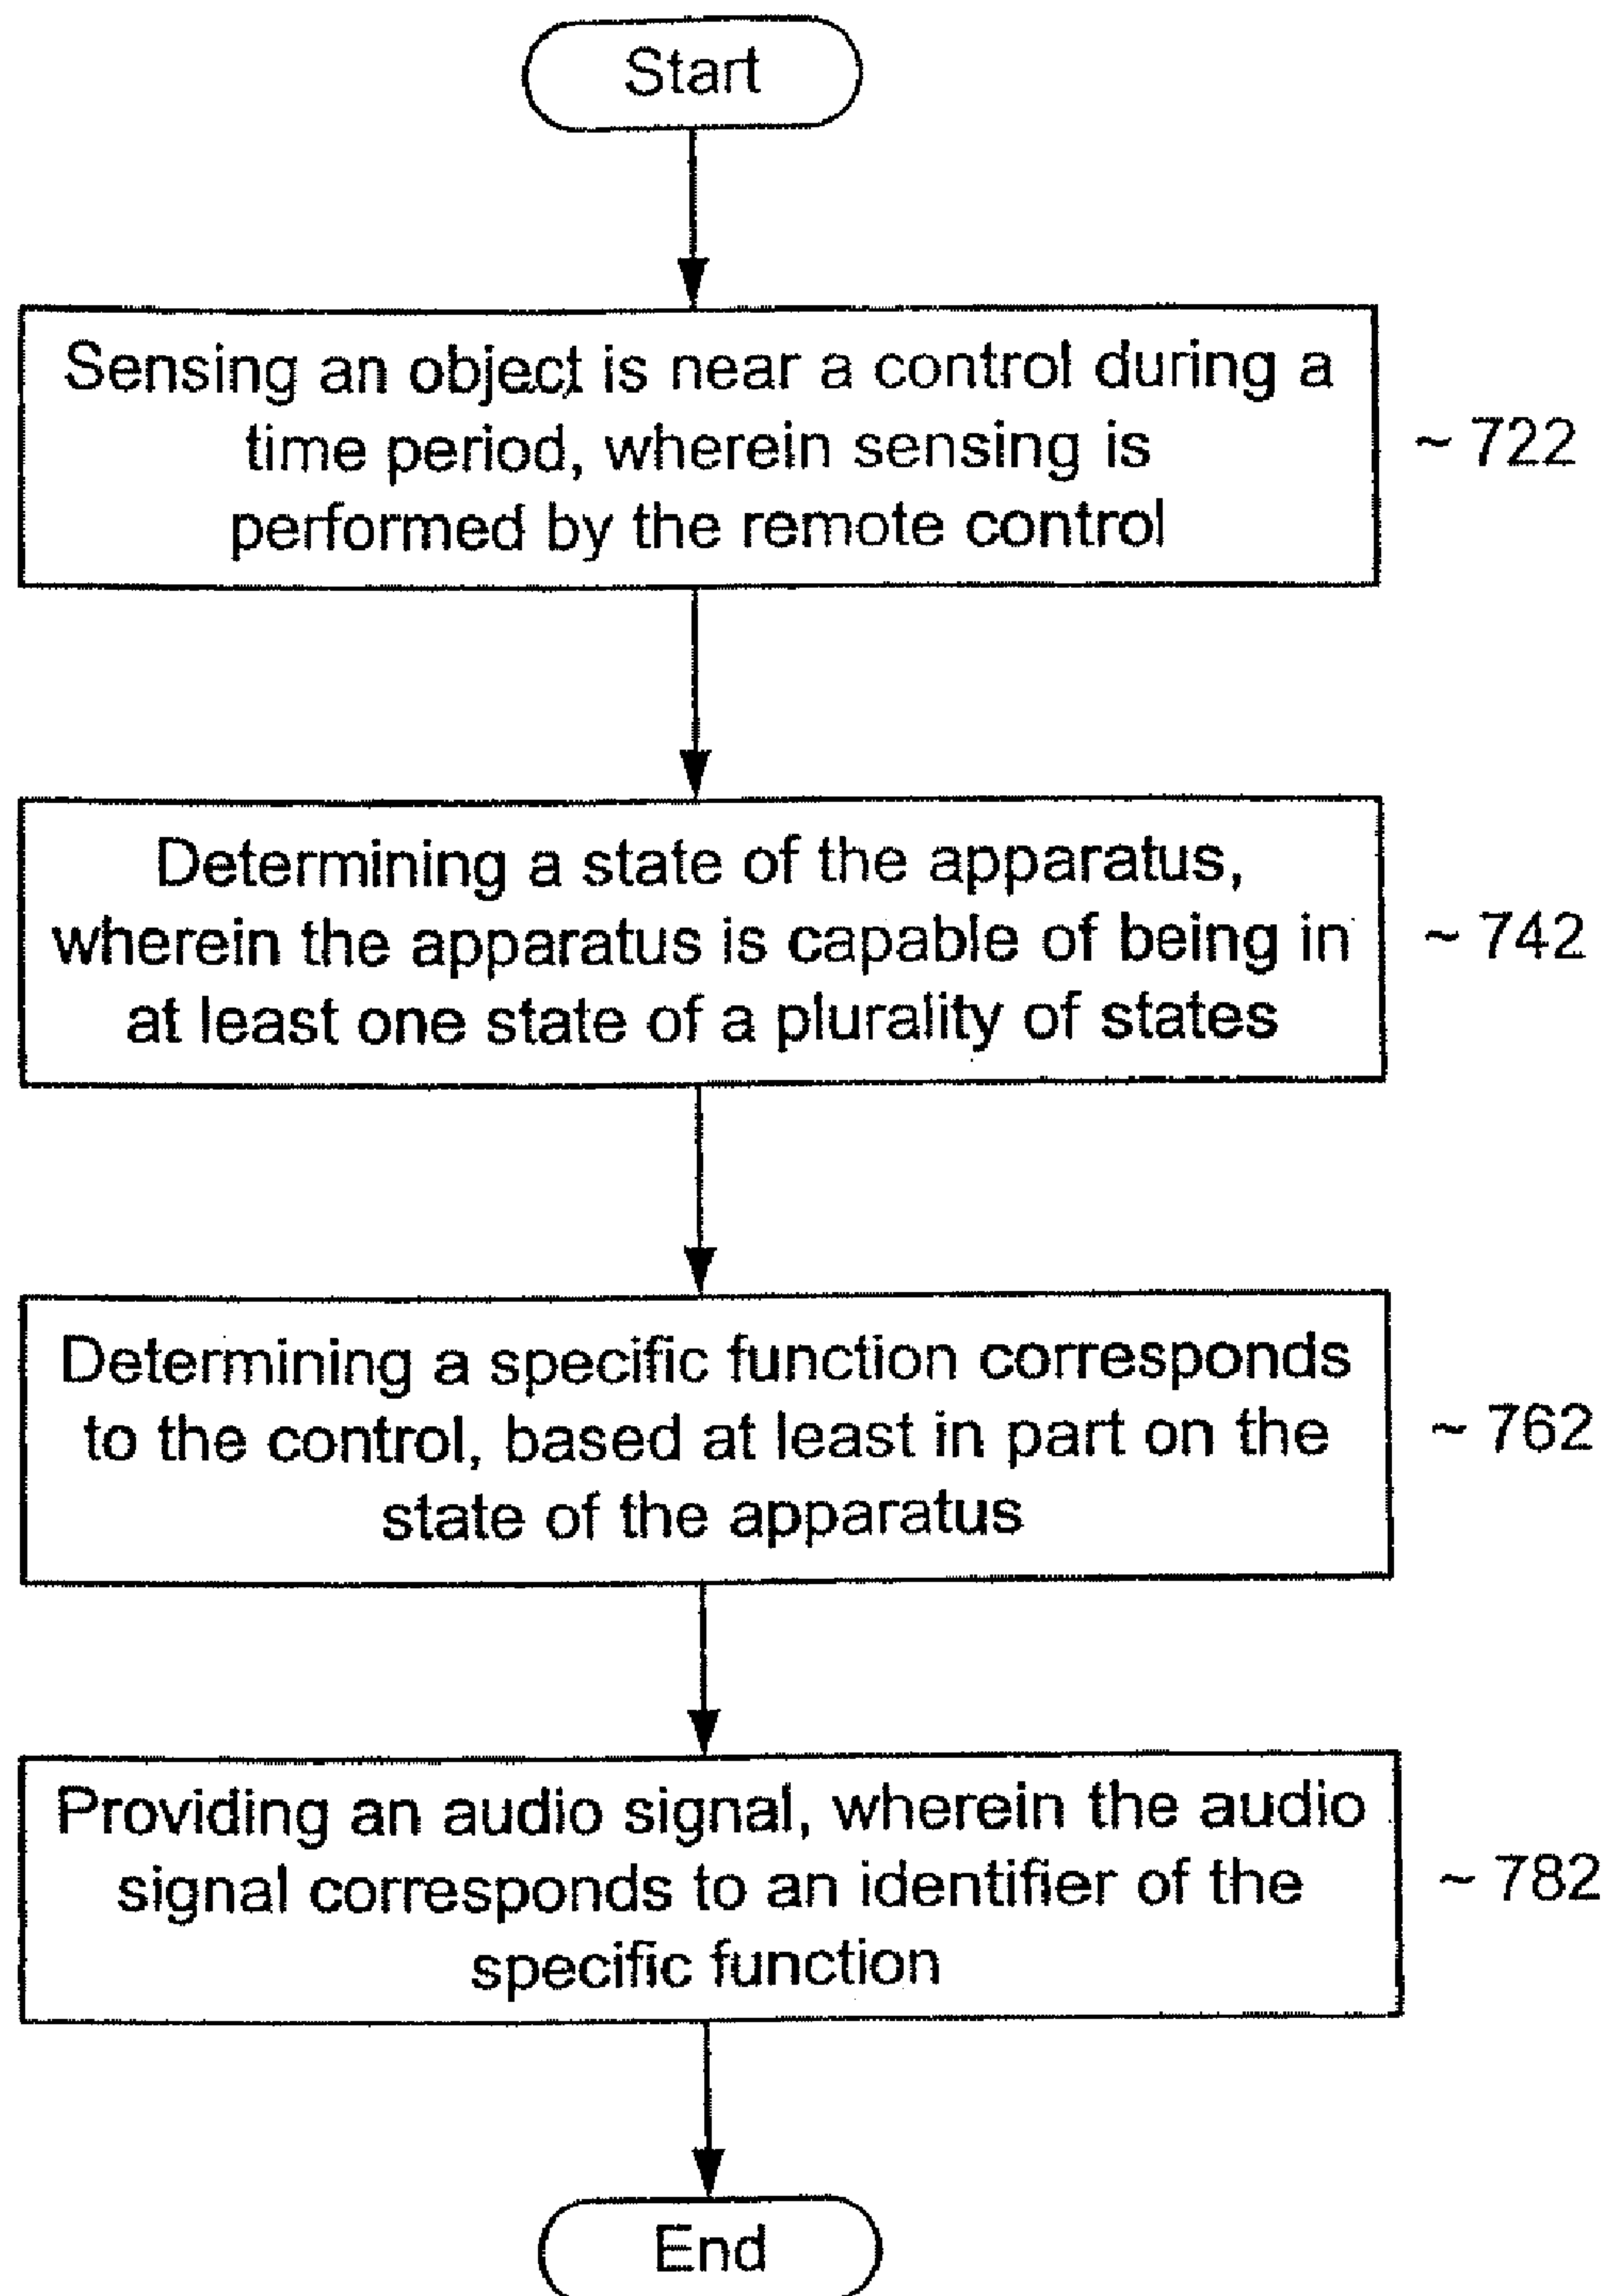 Start
Sensing an object is near a control during a
time period, wherein sensing is
performed by the remote control
~ 722
Determining a state of the apparatus,
wherein the apparatus is capable of being in
at least one state of a plurality of states
~ 742
Determining a specific function corresponds
to the control, based at least in part on the
state of the apparatus
~ 762
Providing an audio signal, wherein the audio
signal corresponds to an identifier of the
specific function
~ 782
End